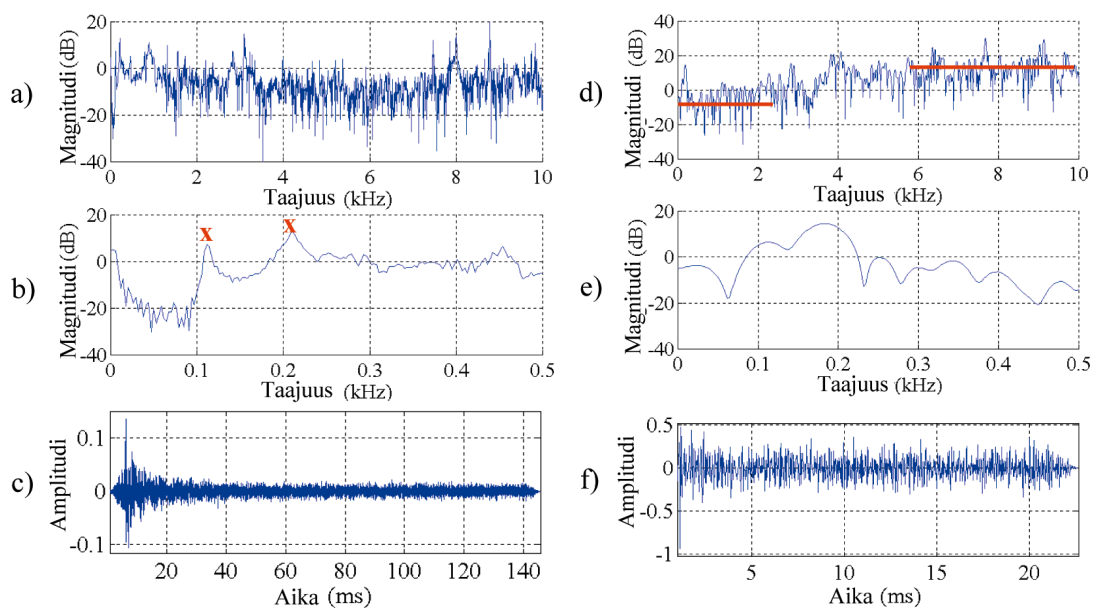 a)
Magnitudi (dB)
20
0
-20
-40
0
2
4
6
8
10
Taajuus (kHz)
d)
Magnitudi (dB)
40
20
0
-20
-40
0
2
4
6
8
10
Taajuus (kHz)
b)
Magnitudi (dB)
20
0
-20
-40
x
x
0
0.1
0.2
0.3
0.4
0.5
Taajuus (kHz)
e)
Magnitudi (dB)
20
0
-20
-40
0
0.1
0.2
0.3
0.4
0.5
Taajuus (kHz)
c)
Amplitudi
0.1
0
-0.1
20
40
60
80
100
120
140
Aika (ms)
f)
Amplitudi
0.5
0
-0.5
-1
5
10
15
20
Aika (ms)